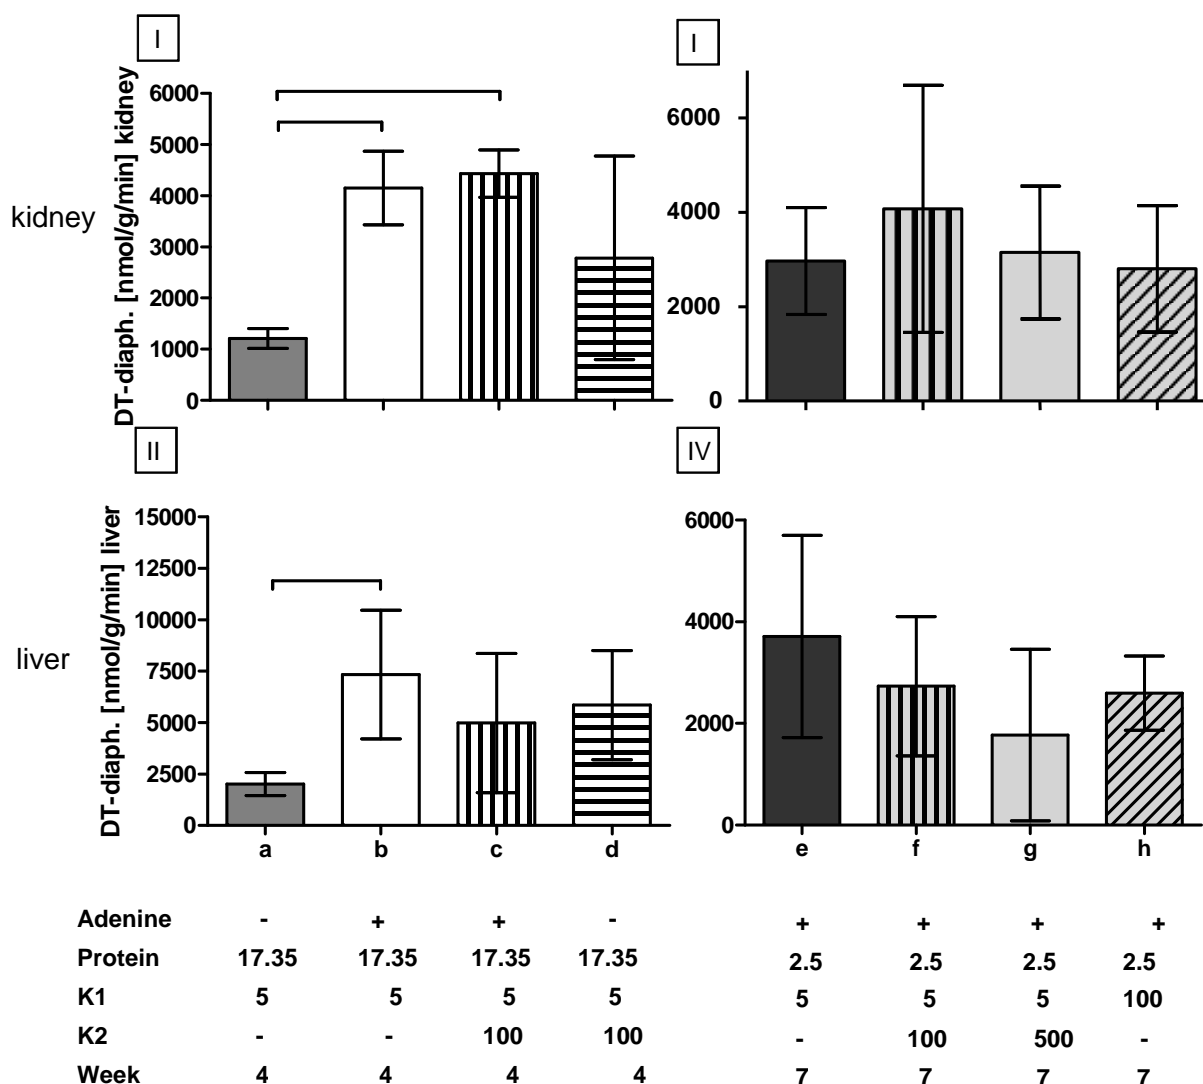 I
I
DT-diaph. [nmol/g/min] kidney
6000
5000
4000
3000
2000
1000
0
6000
4000
2000
0
kidney
II
IV
DT-diaph. [nmol/g/min] liver
15000
12500
10000
7500
5000
2500
0
6000
4000
2000
0
liver
a b c d e f g h
Adenine - + + - + + + +
Protein 17.35 17.35 17.35 17.35 2.5 2.5 2.5 2.5
K1 5 5 5 5 5 5 5 100
K2 - - 100 100 - 100 500 -
Week 4 4 4 4 7 7 7 7